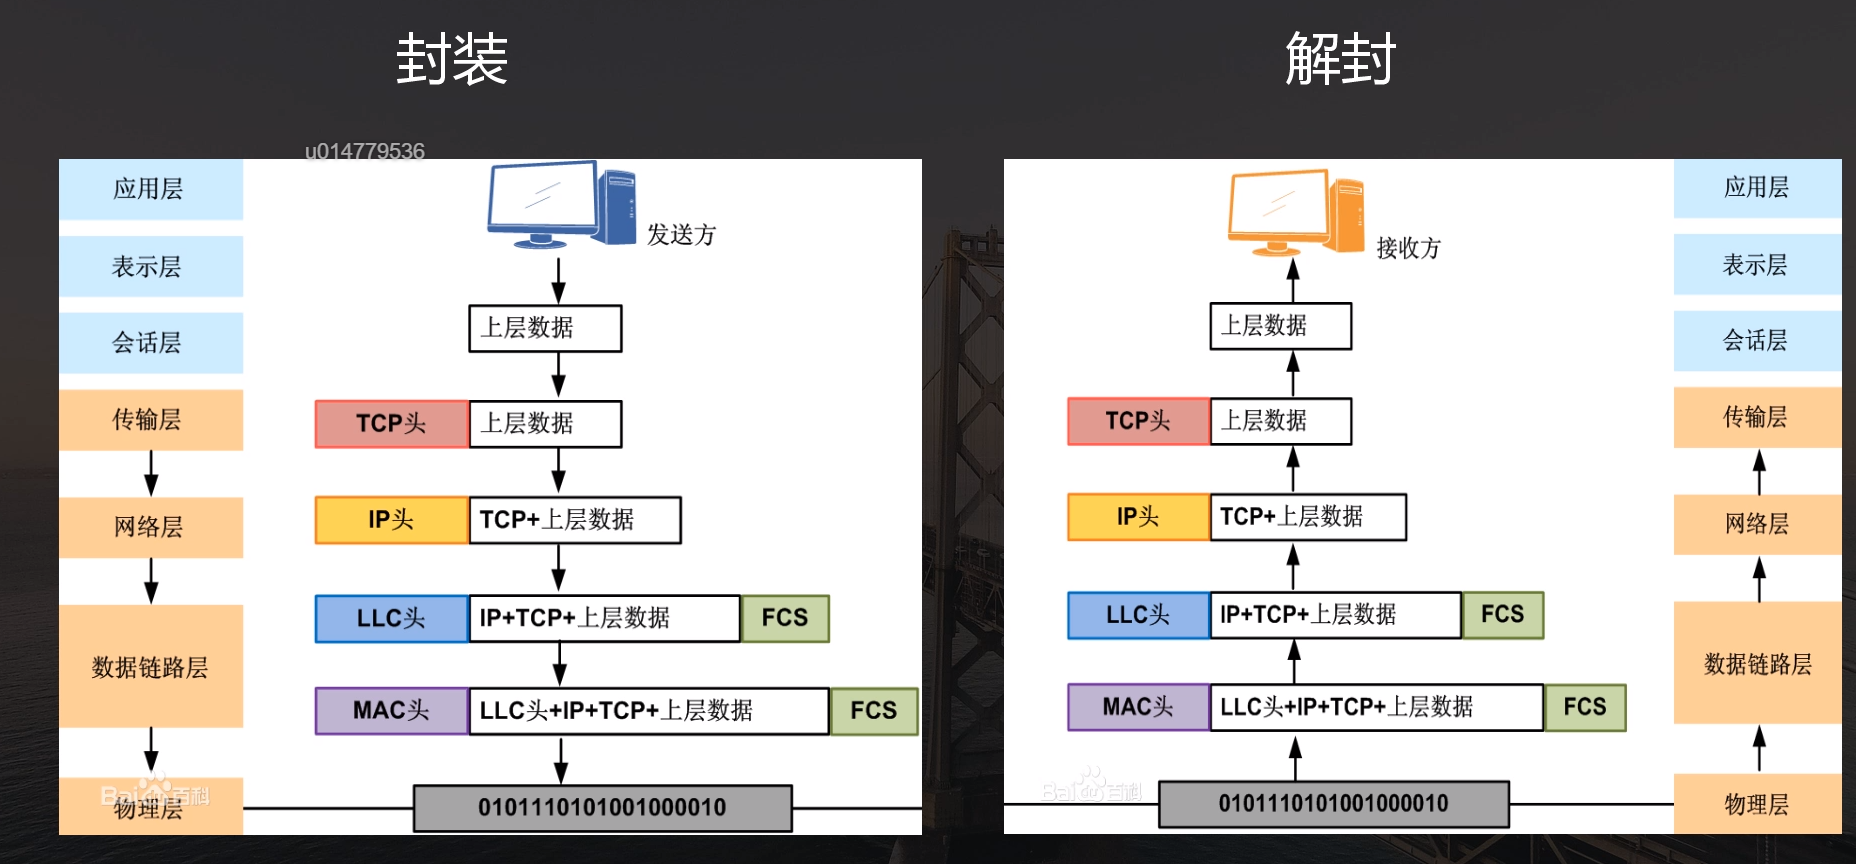 封装
解封
u014779536
应用层
表示层
会话层
传输层
网络层
数据链路层
物理层
Bai百科
发送方
上层数据
TCP头 上层数据
IP头 TCP+上层数据
LLC头 IP+TCP+上层数据 FCS
MAC头 LLC头+IP+TCP+上层数据 FCS
0101110101001000010
接收方
上层数据
TCP头 上层数据
IP头 TCP+上层数据
LLC头 IP+TCP+上层数据 FCS
MAC头 LLC头+IP+TCP+上层数据 FCS
0101110101001000010
Bai百科
应用层
表示层
会话层
传输层
网络层
数据链路层
物理层